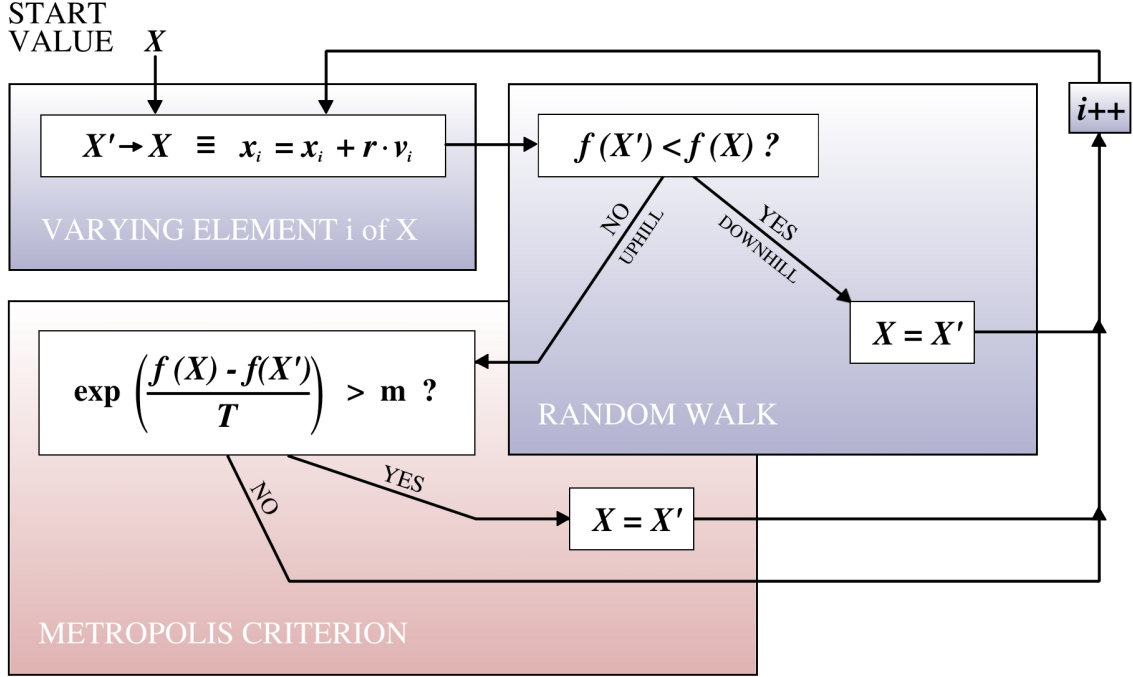 START
VALUE X
i++
X'→X ≡ xᵢ = xᵢ + r · vᵢ
VARYING ELEMENT i of X
f (X') < f (X) ?
NO
UPHILL
YES
DOWNHILL
X = X'
RANDOM WALK
exp (f (X) - f(X') / T) > m ?
NO
YES
X = X'
METROPOLIS CRITERION